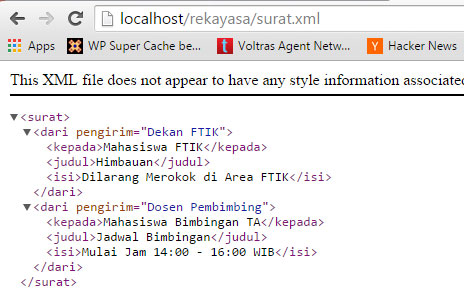 localhost/rekayasa/surat.xml
Apps WP Super Cache be... Voltras Agent Netw... Y Hacker News
This XML file does not appear to have any style information associated
▼<surat>
▼<dari pengirim="Dekan FTIK">
<kepada>Mahasiswa FTIK</kepada>
<judul>Himbauan</judul>
<isi>Dilarang Merokok di Area FTIK</isi>
</dari>
▼<dari pengirim="Dosen Pembimbing">
<kepada>Mahasiswa Bimbingan TA</kepada>
<judul>Jadwal Bimbingan</judul>
<isi>Mulai Jam 14:00 - 16:00 WIB</isi>
</dari>
</surat>